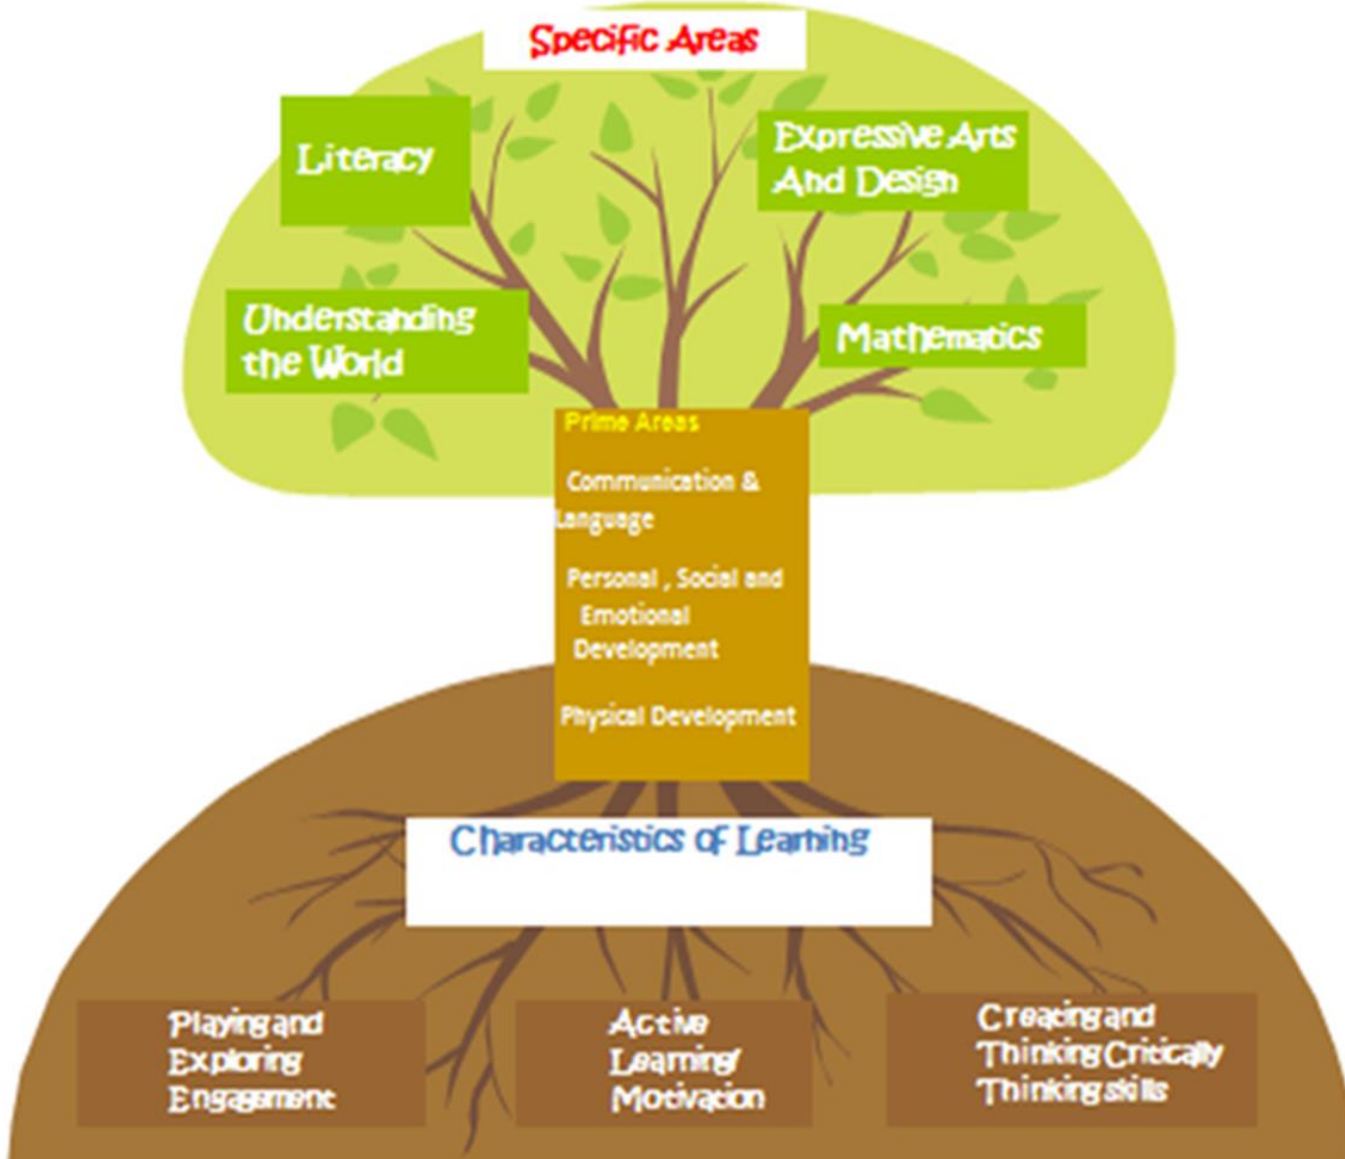 Specific Areas
Literacy
Expressive Arts
And Design
Understanding
the World
Mathematics
Prime Areas
Communication &
Language
Personal , Social and
Emotional
Development
Physical Development
Characteristics of Learning
Playing and
Exploring
Engagement
Active
Learning/
Motivation
Creating and
Thinking Critically
Thinking skills